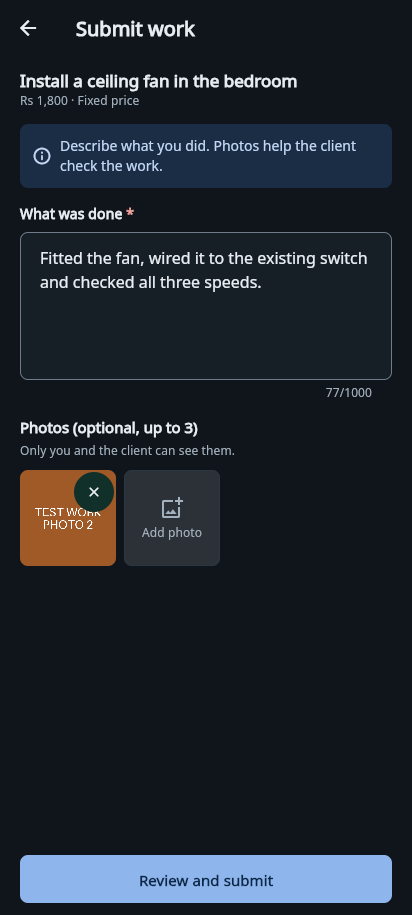 Submit work
Install a ceiling fan in the bedroom
Rs 1,800 · Fixed price
Describe what you did. Photos help the client
check the work.
What was done *
Fitted the fan, wired it to the existing switch
and checked all three speeds.
77/1000
Photos (optional, up to 3)
Only you and the client can see them.
TEST WORK
PHOTO 2
Add photo
Review and submit